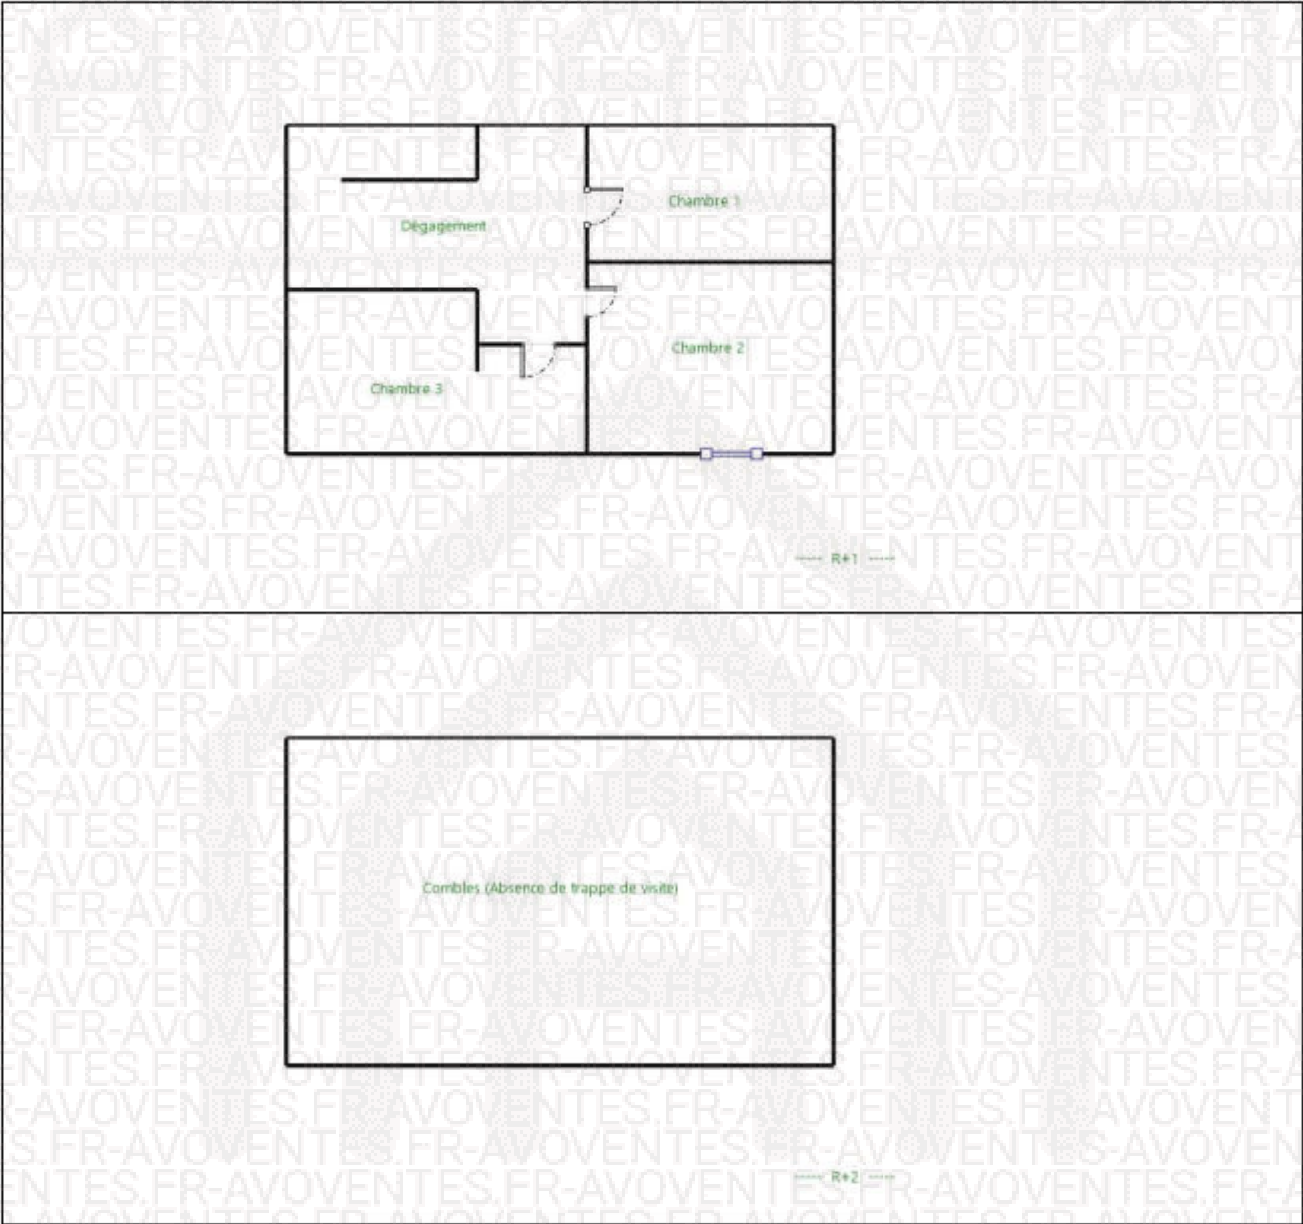 Chambre 1
Dégagement
Chambre 2
Chambre 3
----- R+1 -----
Combles (Absence de trappe de visite)
----- R+2 -----